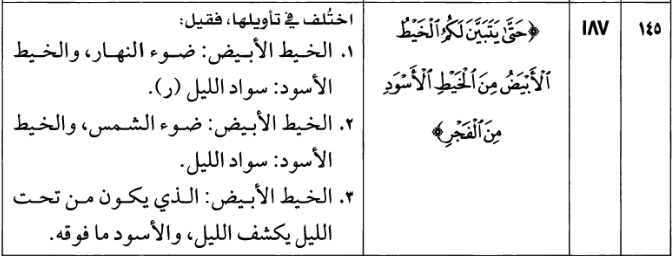 ١٤٥
١٨٧
﴿حَتَّىٰ يَتَبَيَّنَ لَكُمُ ٱلْخَيْطُ
ٱلْأَبْيَضُ مِنَ ٱلْخَيْطِ ٱلْأَسْوَدِ
مِنَ ٱلْفَجْرِ﴾
اختُلف في تأويلها، فقيل:
١. الخيط الأبيض: ضوء النهار، والخيط
الأسود: سواد الليل (ر).
٢. الخيط الأبيض: ضوء الشمس، والخيط
الأسود: سواد الليل.
٣. الخيط الأبيض: الذي يكون من تحت
الليل يكشف الليل، والأسود ما فوقه.